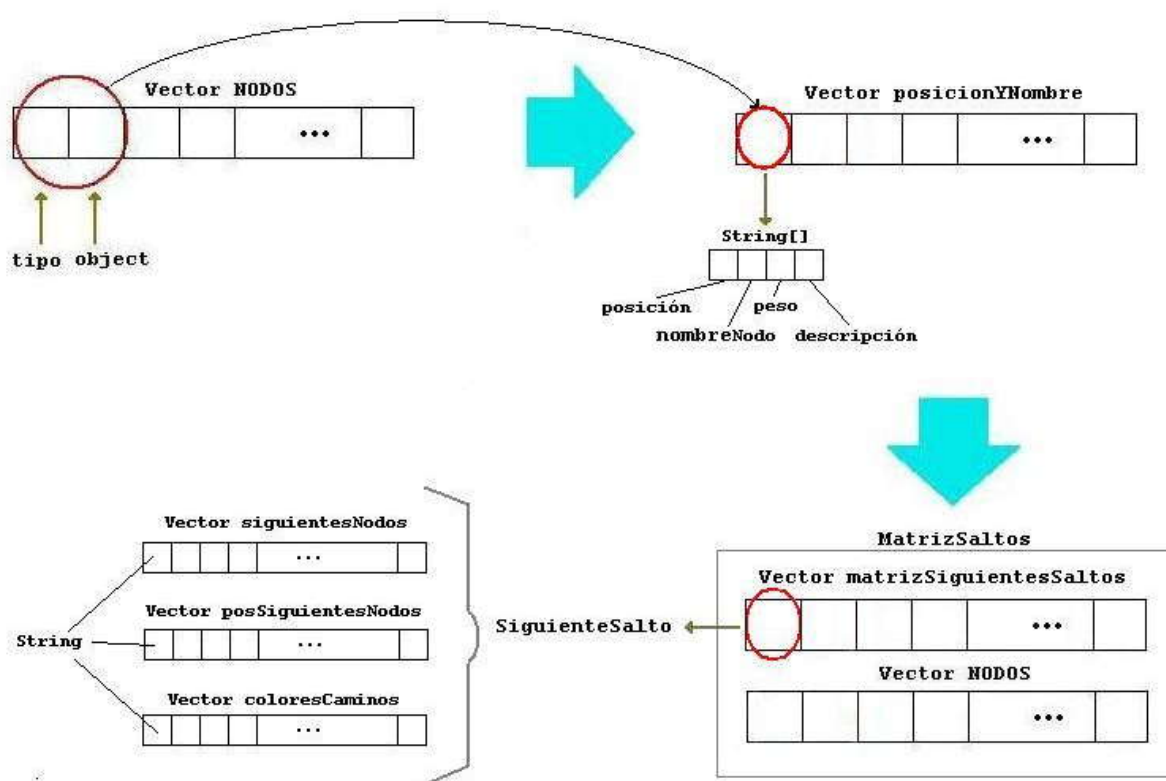 Vector NODOS
•••
tipo object
Vector posicionYNombre
•••
String[]
posición
peso
nombreNodo descripción
MatrizSaltos
Vector matrizSiguientesSaltos
•••
Vector NODOS
•••
SiguienteSalto
Vector siguientesNodos
...
Vector posSiguientesNodos
...
String
Vector coloresCaminos
...